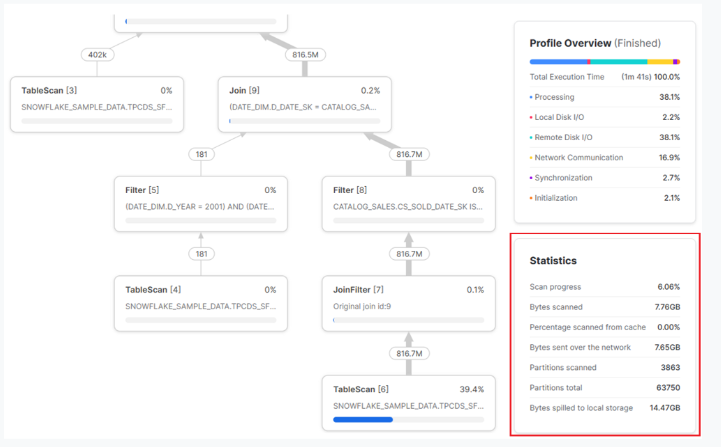 402k
816.5M
TableScan [3] 0%
SNOWFLAKE_SAMPLE_DATA.TPCDS_SF...
Join [9] 0.2%
(DATE_DIM.D_DATE_SK = CATALOG_SA...
181
816.7M
Filter [5] 0%
(DATE_DIM.D_YEAR = 2001) AND (DATE...
Filter [8] 0%
CATALOG_SALES.CS_SOLD_DATE_SK IS...
181
816.7M
TableScan [4] 0%
SNOWFLAKE_SAMPLE_DATA.TPCDS_SF...
JoinFilter [7] 0.1%
Original join id:9
816.7M
TableScan [6] 39.4%
SNOWFLAKE_SAMPLE_DATA.TPCDS_SF...
Profile Overview (Finished)
Total Execution Time (1m 41s) 100.0%
Processing 38.1%
Local Disk I/O 2.2%
Remote Disk I/O 38.1%
Network Communication 16.9%
Synchronization 2.7%
Initialization 2.1%
Statistics
Scan progress 6.06%
Bytes scanned 7.76GB
Percentage scanned from cache 0.00%
Bytes sent over the network 7.65GB
Partitions scanned 3863
Partitions total 63750
Bytes spilled to local storage 14.47GB